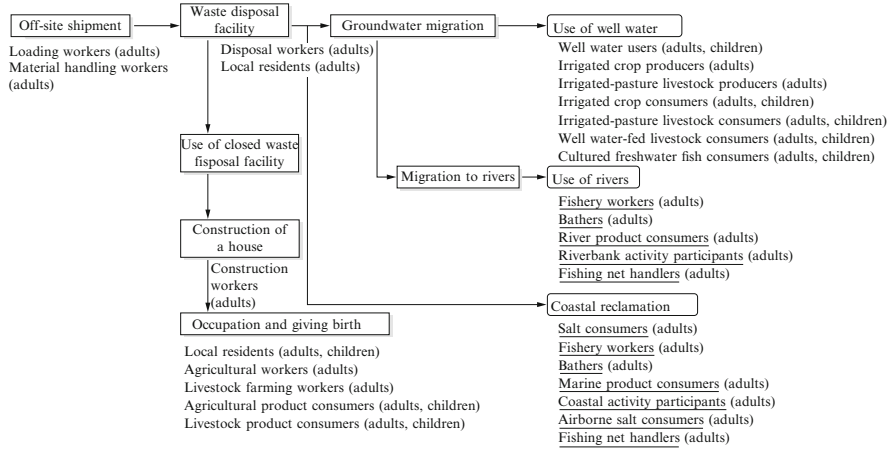 Off-site shipment
Loading workers (adults)
Material handling workers
(adults)
Waste disposal
facility
Disposal workers (adults)
Local residents (adults)
Use of closed waste
fisposal facility
Construction of
a house
Construction
workers
(adults)
Occupation and giving birth
Local residents (adults, children)
Agricultural workers (adults)
Livestock farming workers (adults)
Agricultural product consumers (adults, children)
Livestock product consumers (adults, children)
Groundwater migration
Migration to rivers
Use of well water
Well water users (adults, children)
Irrigated crop producers (adults)
Irrigated-pasture livestock producers (adults)
Irrigated crop consumers (adults, children)
Irrigated-pasture livestock consumers (adults, children)
Well water-fed livestock consumers (adults, children)
Cultured freshwater fish consumers (adults, children)
Use of rivers
Fishery workers (adults)
Bathers (adults)
River product consumers (adults)
Riverbank activity participants (adults)
Fishing net handlers (adults)
Coastal reclamation
Salt consumers (adults)
Fishery workers (adults)
Bathers (adults)
Marine product consumers (adults)
Coastal activity participants (adults)
Airborne salt consumers (adults)
Fishing net handlers (adults)